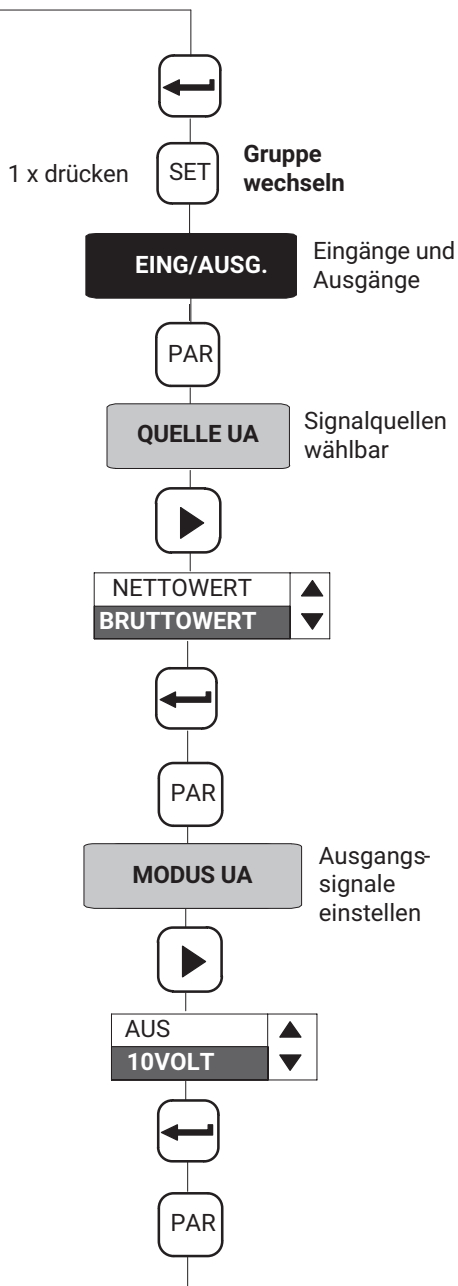 1 x drücken
SET
Gruppe
wechseln
EING/AUSG.
Eingänge und
Ausgänge
PAR
QUELLE UA
Signalquellen
wählbar
NETTOWERT
BRUTTOWERT
PAR
MODUS UA
Ausgangs-
signale
einstellen
AUS
10VOLT
PAR